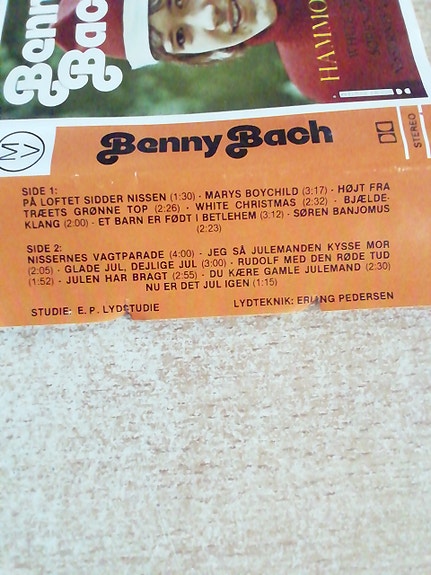 Benny
Bach
HAMMO
MV
Benny Bach
STEREO
SIDE 1:
PÅ LOFTET SIDDER NISSEN (1:30) · MARYS BOYCHILD (3:17) · HØJT FRA
TRÆETS GRØNNE TOP (2:26) · WHITE CHRISTMAS (2:32) · BJÆLDE-
KLANG (2:00) · ET BARN ER FØDT I BETLEHEM (3:12) · SØREN BANJOMUS
(2:23)
SIDE 2:
NISSERNES VAGTPARADE (4:00) · JEG SÅ JULEMANDEN KYSSE MOR
(2:05) · GLADE JUL, DEJLIGE JUL (3:00) · RUDOLF MED DEN RØDE TUD
(1:52) · JULEN HAR BRAGT (2:55) · DU KÆRE GAMLE JULEMAND (2:30)
NU ER DET JUL IGEN (1:15)
STUDIE: E. P. LYDSTUDIE
LYDTEKNIK: ERLING PEDERSEN